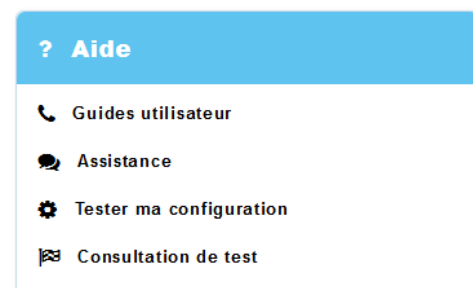 ? Aide
Guides utilisateur
Assistance
Tester ma configuration
Consultation de test